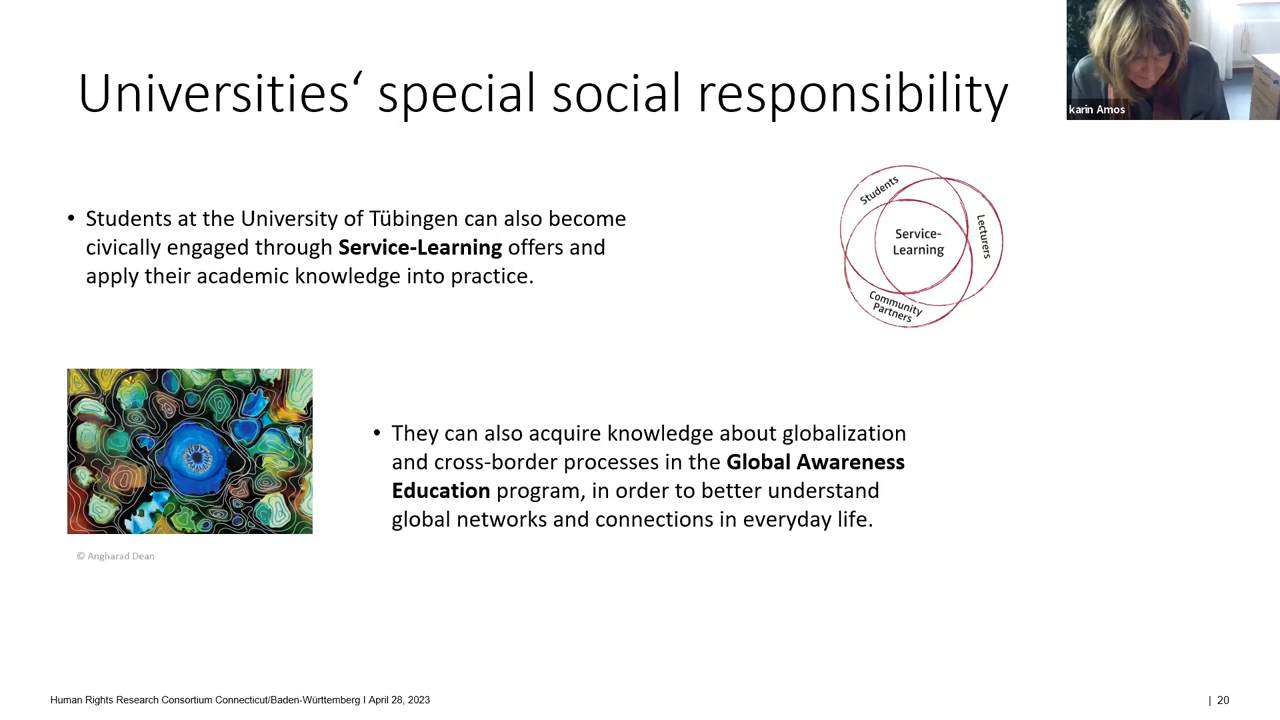 Universities‘ special social responsibility
karin Amos
• Students at the University of Tübingen can also become
civically engaged through Service-Learning offers and
apply their academic knowledge into practice.
Students
Lecturers
Service-
Learning
Community
Partners
• They can also acquire knowledge about globalization
and cross-border processes in the Global Awareness
Education program, in order to better understand
global networks and connections in everyday life.
© Angharad Dean
Human Rights Research Consortium Connecticut/Baden-Württemberg I April 28, 2023
| 20